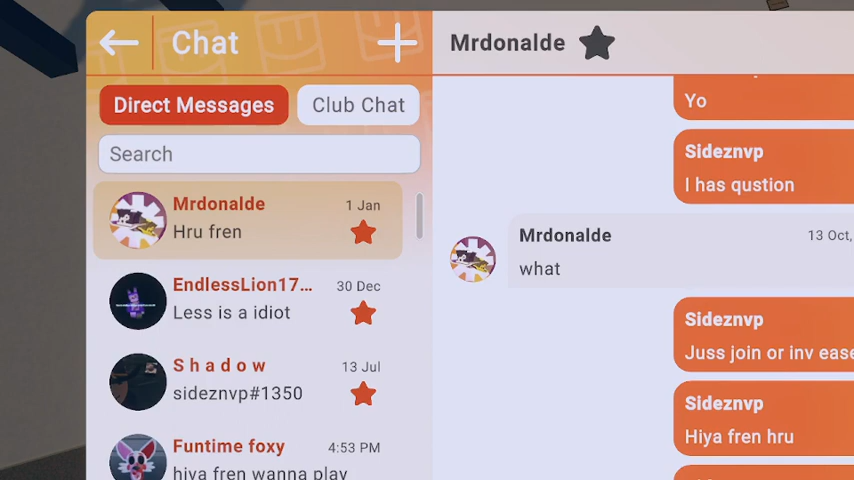 Chat
Direct Messages
Club Chat
Search
Mrdonalde
1 Jan
Hru fren
EndlessLion17...
30 Dec
Less is a idiot
S h a d o w
13 Jul
sideznvp#1350
Funtime foxy
4:53 PM
hiya fren wanna play
Mrdonalde
Yo
Sideznvp
I has qustion
Mrdonalde
13 Oct,
what
Sideznvp
Juss join or inv ease
Sideznvp
Hiya fren hru